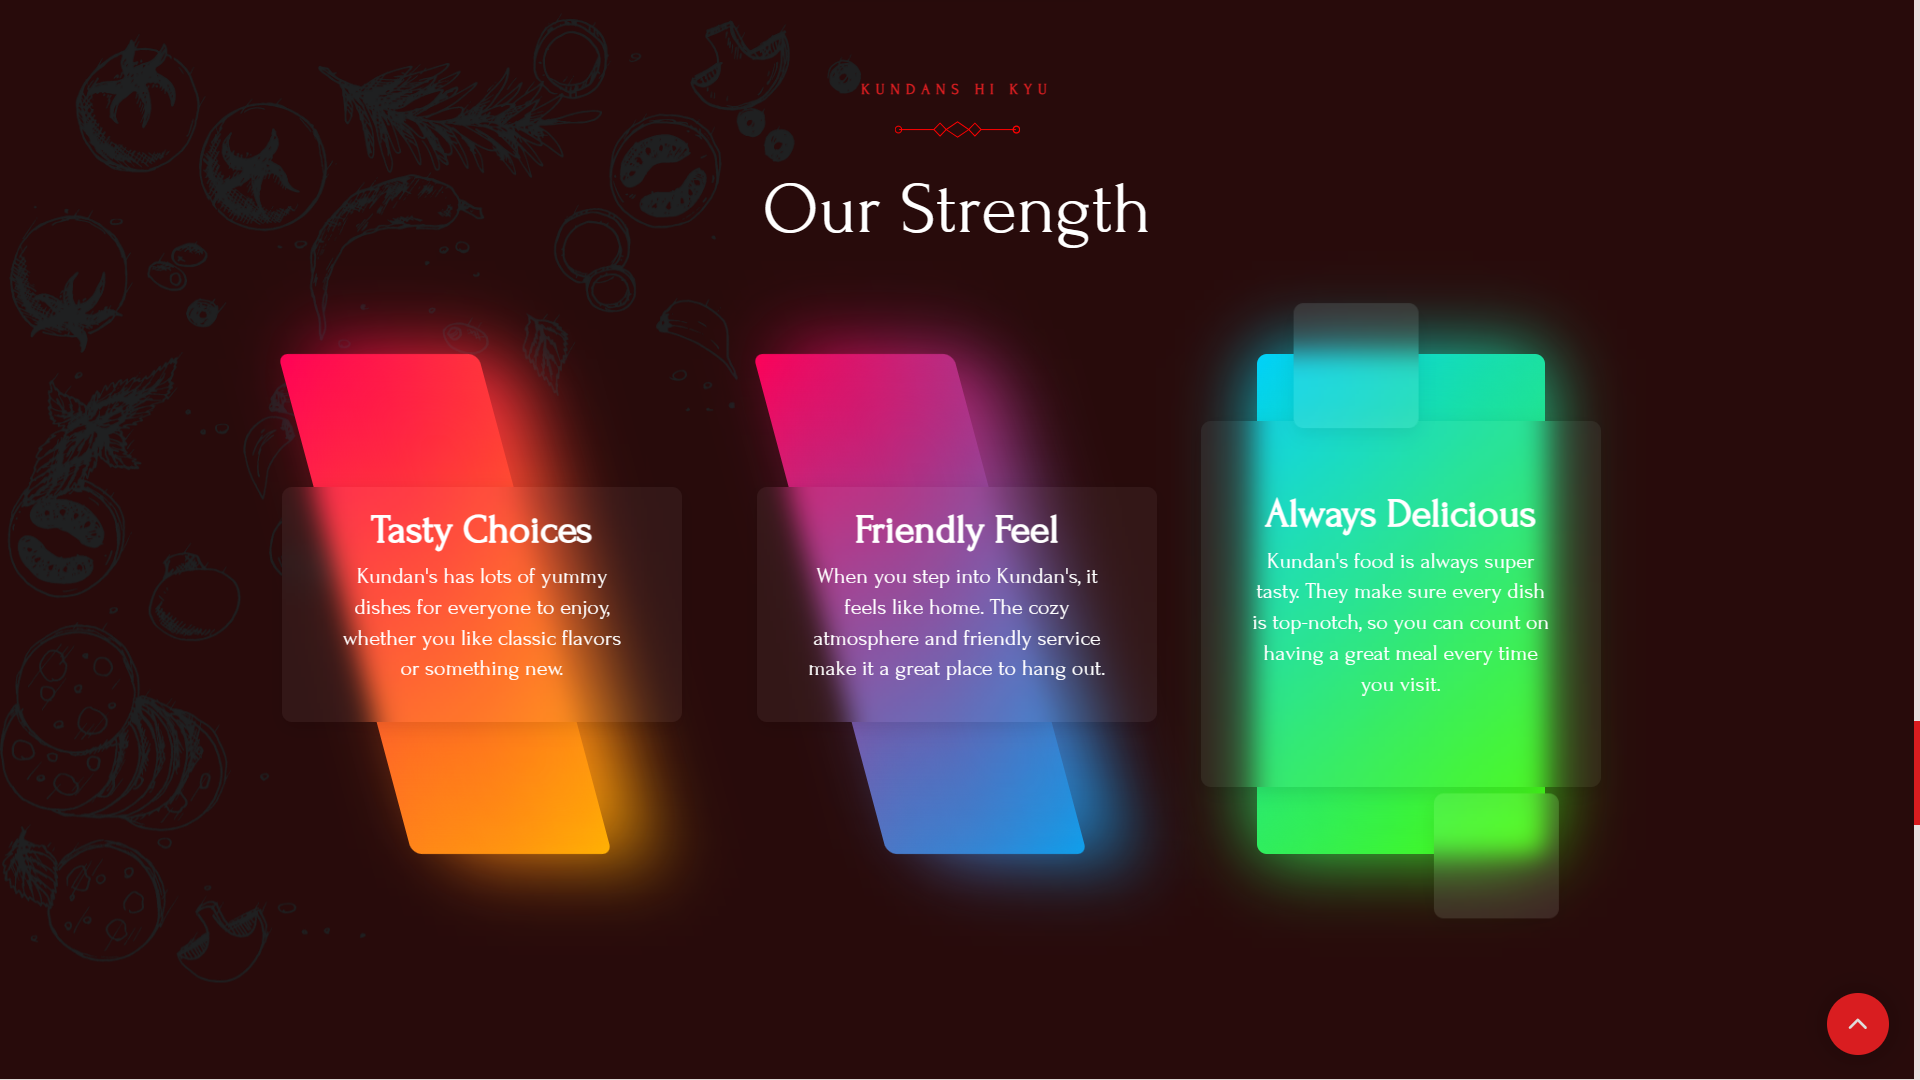 KUNDANS HI KYU
Our Strength
Tasty Choices
Kundan's has lots of yummy
dishes for everyone to enjoy,
whether you like classic flavors
or something new.
Friendly Feel
When you step into Kundan's, it
feels like home. The cozy
atmosphere and friendly service
make it a great place to hang out.
Always Delicious
Kundan's food is always super
tasty. They make sure every dish
is top-notch, so you can count on
having a great meal every time
you visit.